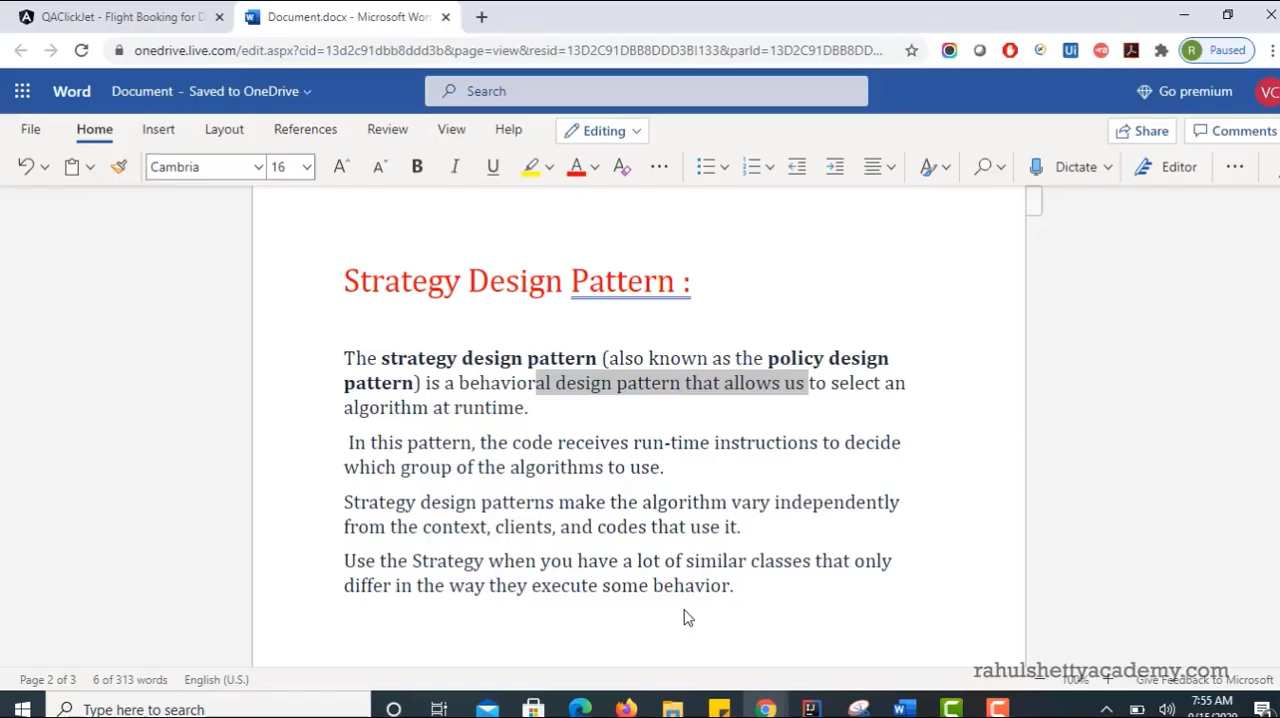 QAClickJet - Flight Booking for D
Document.docx - Microsoft Word
onedrive.live.com/edit.aspx?cid=13d2c91dbb8ddd3b&page=view&resid=13D2C91DBB8DDD3B!133&parId=13D2C91DBB8DD...
R Paused
Word Document - Saved to OneDrive Search Go premium VC
File Home Insert Layout References Review View Help Editing Share Comments
Cambria 16 A A B I U A A Dictate Editor
Strategy Design Pattern :
The strategy design pattern (also known as the policy design
pattern) is a behavioral design pattern that allows us to select an
algorithm at runtime.
In this pattern, the code receives run-time instructions to decide
which group of the algorithms to use.
Strategy design patterns make the algorithm vary independently
from the context, clients, and codes that use it.
Use the Strategy when you have a lot of similar classes that only
differ in the way they execute some behavior.
rahulshettyacademy.com
Page 2 of 3 6 of 313 words English (U.S.) 100% Give Feedback to Microsoft
Type here to search 7:55 AM